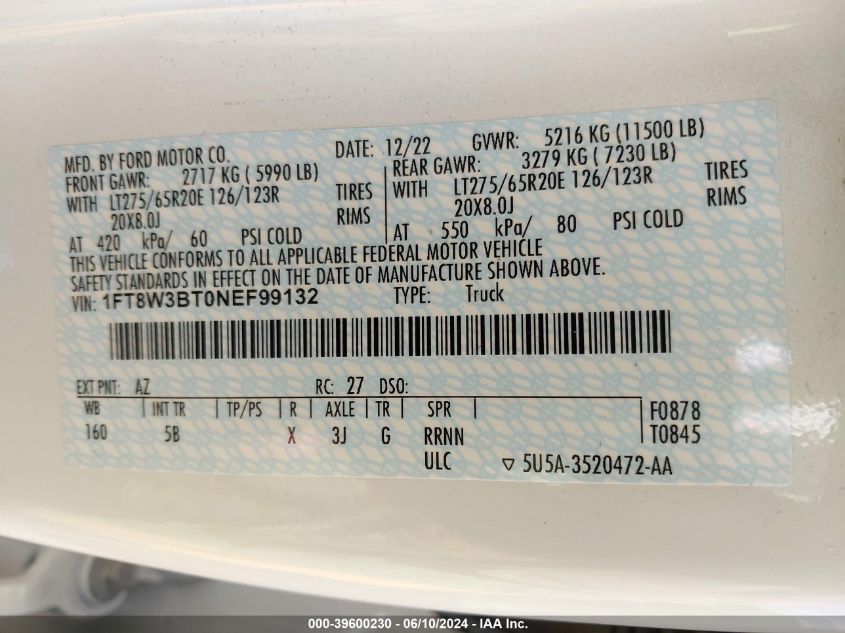 MFD. BY FORD MOTOR CO. DATE: 12/22 GVWR: 5216 KG (11500 LB)
FRONT GAWR: 2717 KG ( 5990 LB) REAR GAWR: 3279 KG ( 7230 LB)
WITH LT275/65R20E 126/123R TIRES WITH LT275/65R20E 126/123R TIRES
20X8.0J RIMS 20X8.0J RIMS
AT 420 kPa/ 60 PSI COLD AT 550 kPa/ 80 PSI COLD
THIS VEHICLE CONFORMS TO ALL APPLICABLE FEDERAL MOTOR VEHICLE
SAFETY STANDARDS IN EFFECT ON THE DATE OF MANUFACTURE SHOWN ABOVE.
VIN: 1FT8W3BT0NEF99132 TYPE: Truck
EXT PNT: AZ RC: 27 DSO:
WB | INT TR | TP/PS | R | AXLE | TR | SPR | F0878
160 5B X 3J G RRNN T0845
ULC ▽ 5U5A-3520472-AA
000-39600230 - 06/10/2024 - IAA Inc.